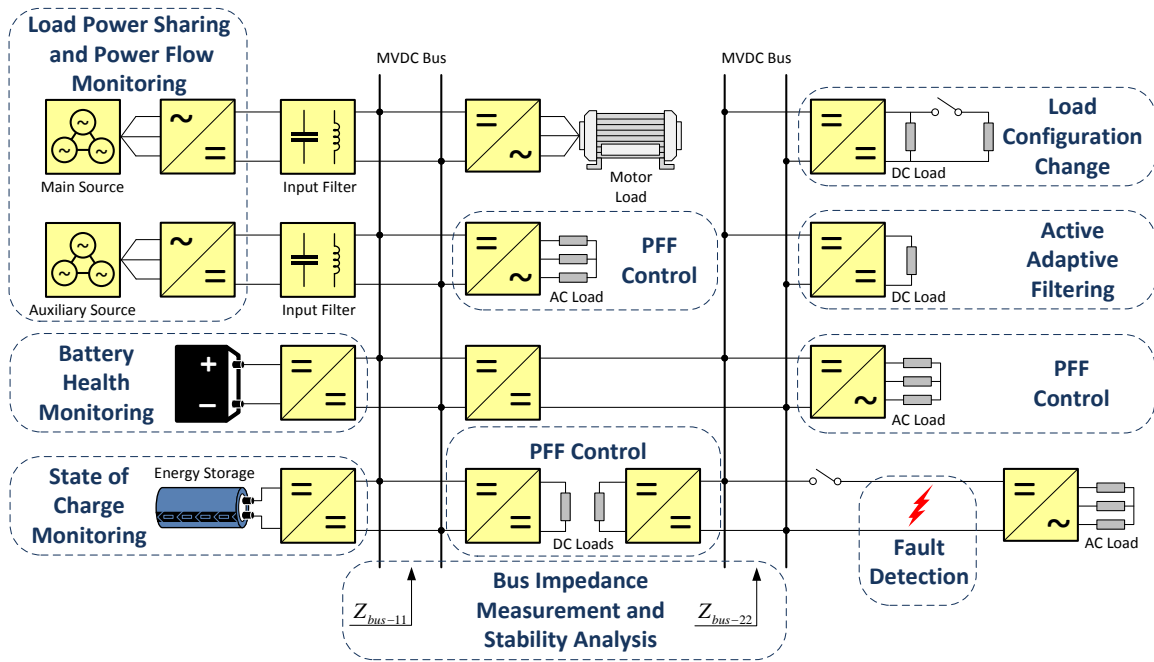 Load Power Sharing
and Power Flow
Monitoring
MVDC Bus
MVDC Bus
Main Source
Input Filter
Motor
Load
DC Load
Load
Configuration
Change
Auxiliary Source
Input Filter
AC Load
PFF
Control
DC Load
Active
Adaptive
Filtering
Battery
Health
Monitoring
+
−
AC Load
PFF
Control
State of
Charge
Monitoring
Energy Storage
PFF Control
DC Loads
Fault
Detection
AC Load
Z bus−11
Bus Impedance
Measurement and
Stability Analysis
Z bus−22